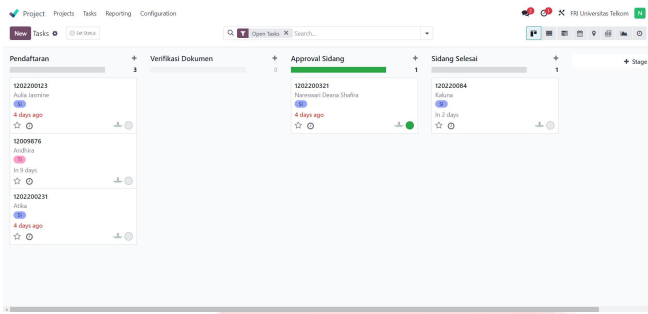 Project Projects Tasks Reporting Configuration FRI Universitas Telkom N
New Tasks Set Status Open Tasks × Search...
Pendaftaran + Verifikasi Dokumen + Approval Sidang + Sidang Selesai + + Stage
3 0 1 1
1202200123
Aulia Jasmine
SI
4 days ago
12009876
Andhira
In 9 days
1202200231
Atika
SI
4 days ago
1202200321
Nareswari Deana Shafira
SI
4 days ago
120220084
Kaluna
SI
In 2 days